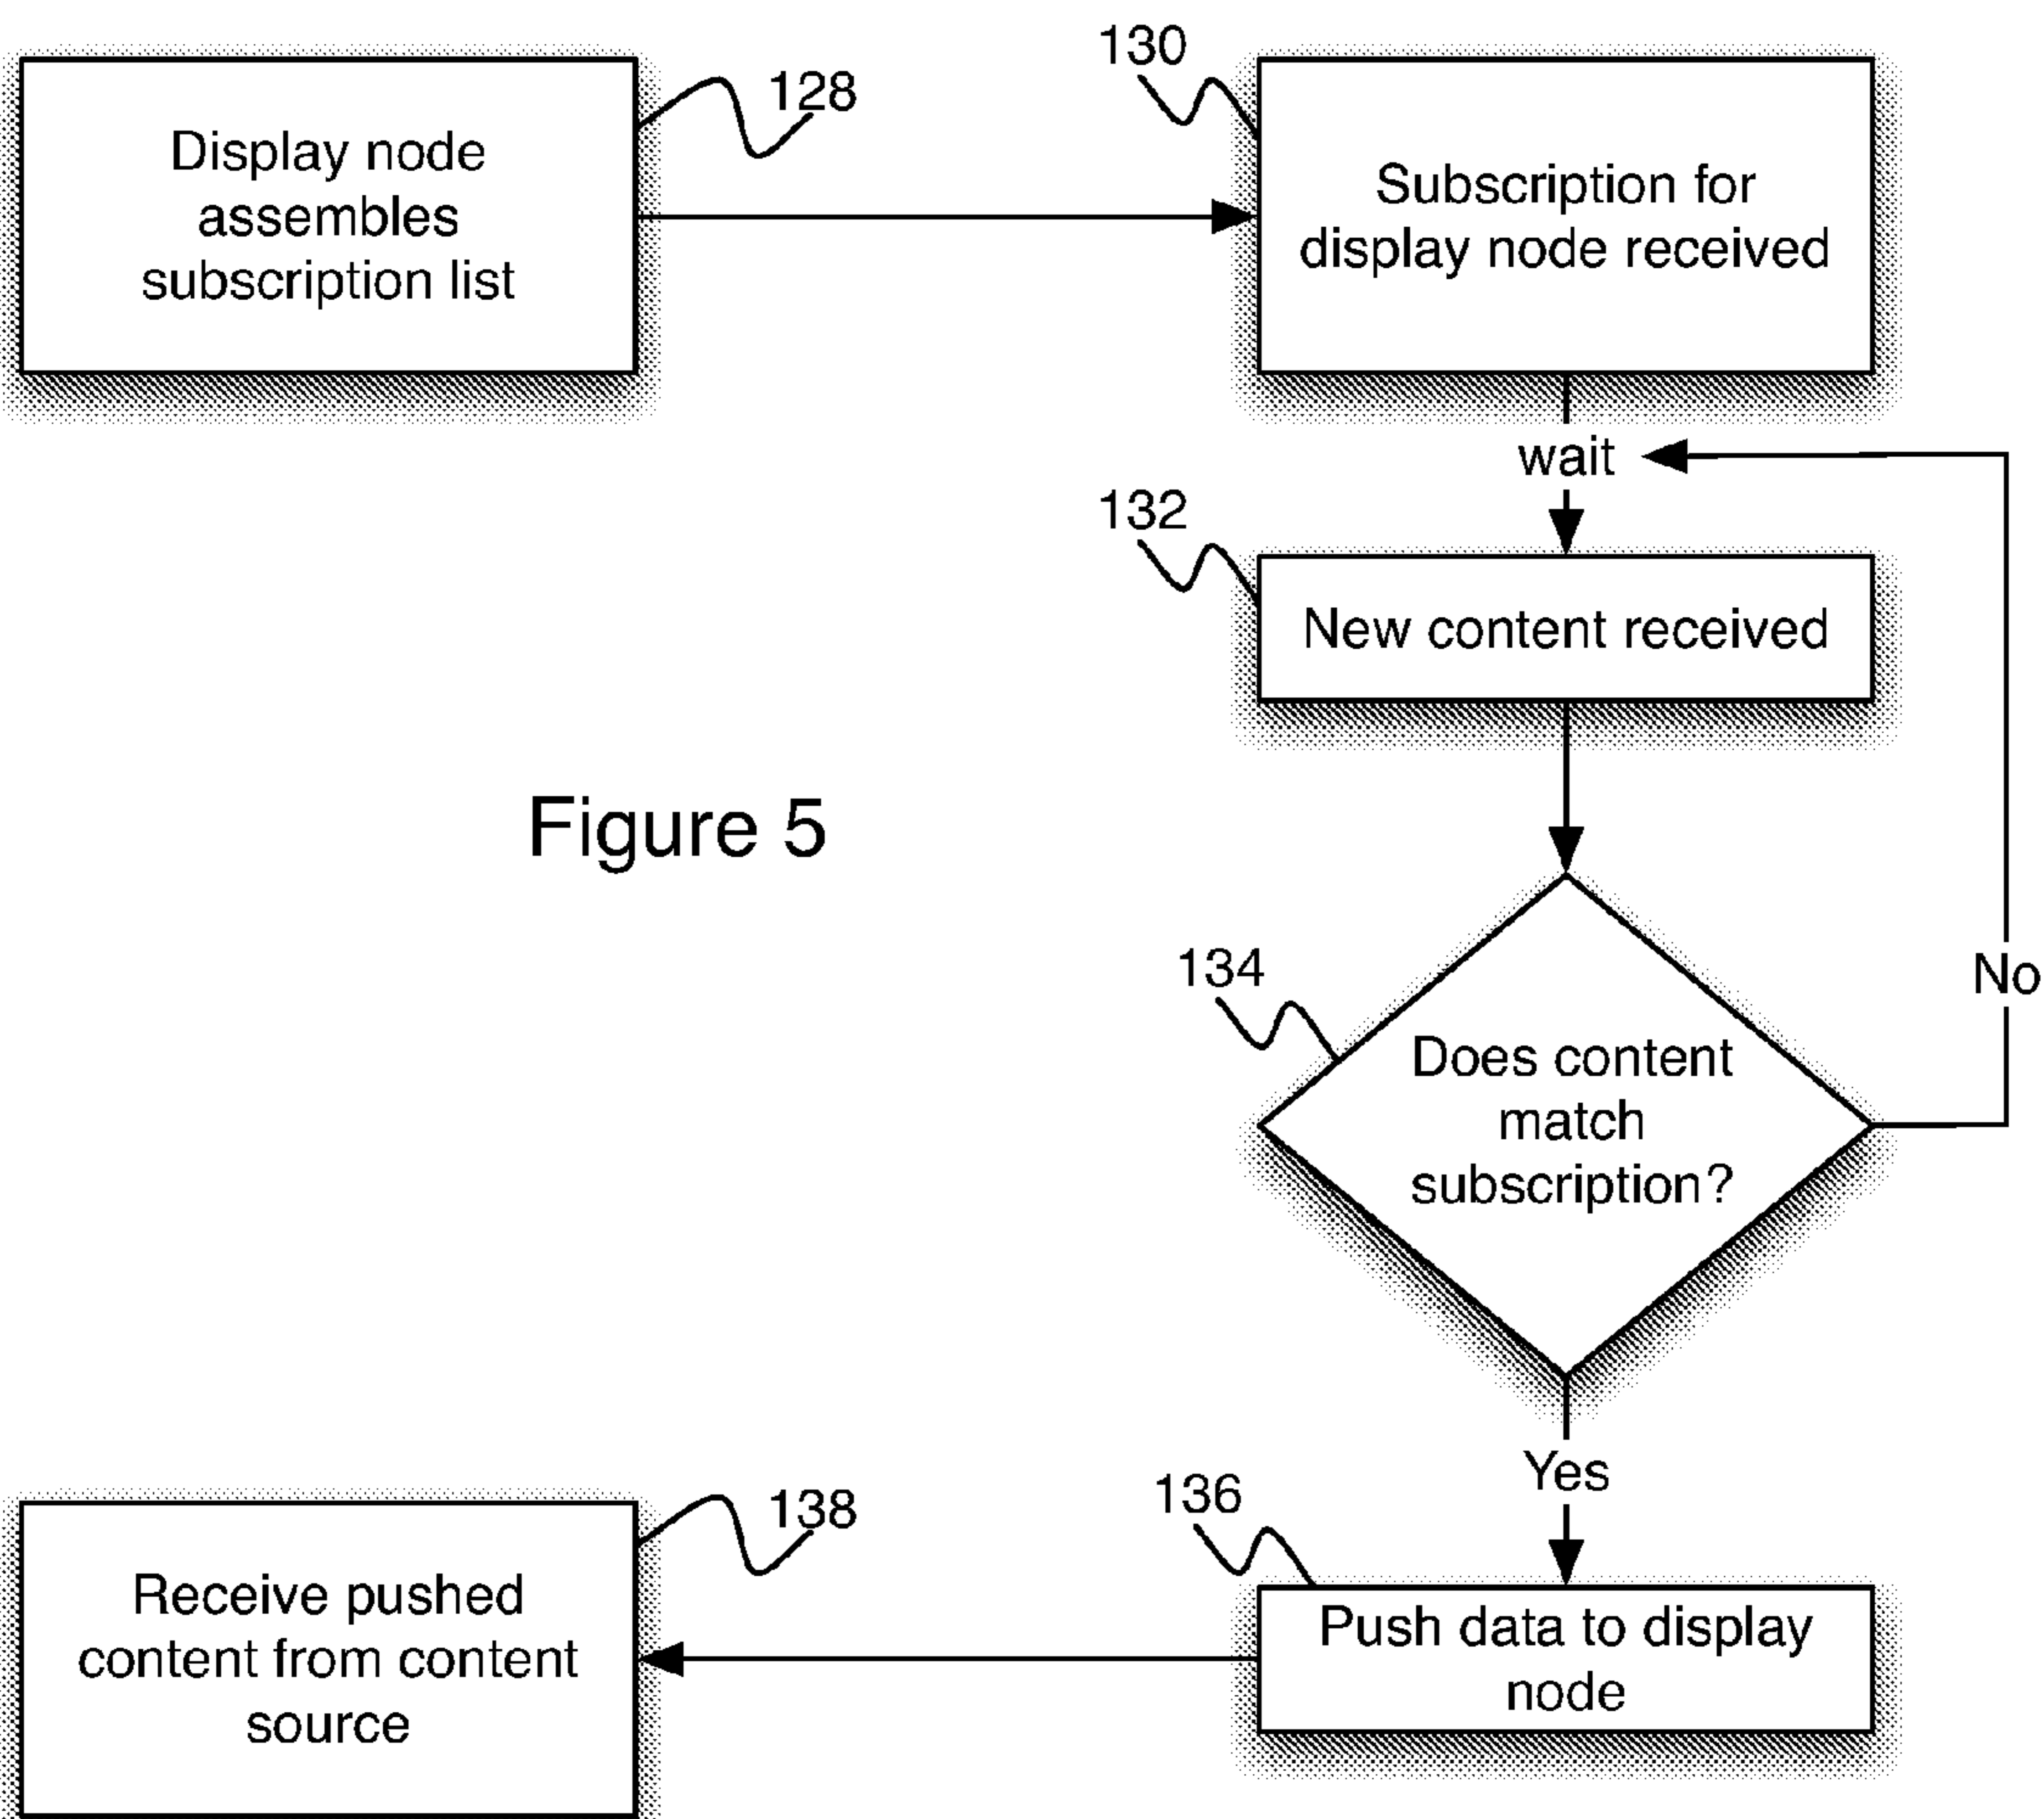 128
Display node
assembles
subscription list
130
Subscription for
display node received
wait
132
New content received
Figure 5
134
Does content
match
subscription?
No
Yes
136
Push data to display
node
138
Receive pushed
content from content
source